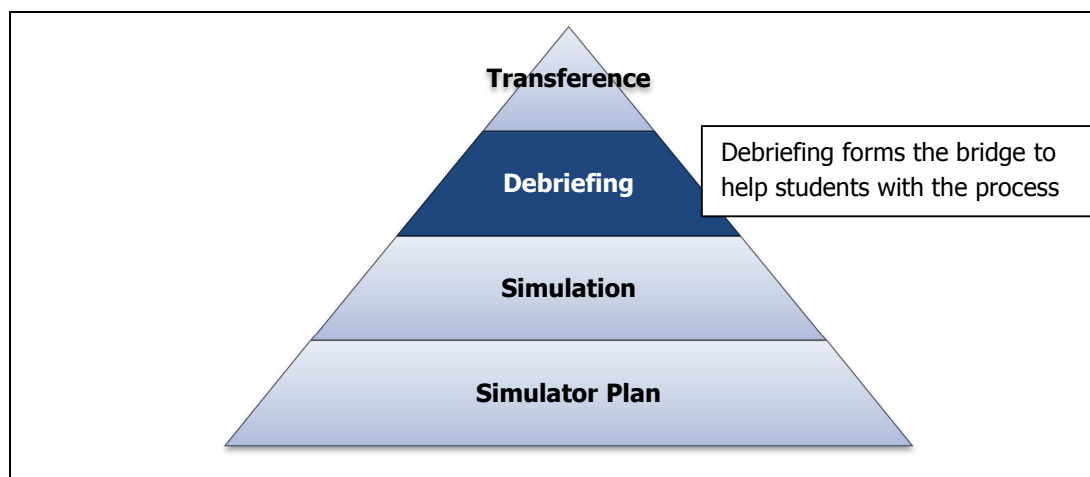 Transference
Debriefing
Debriefing forms the bridge to
help students with the process
Simulation
Simulator Plan